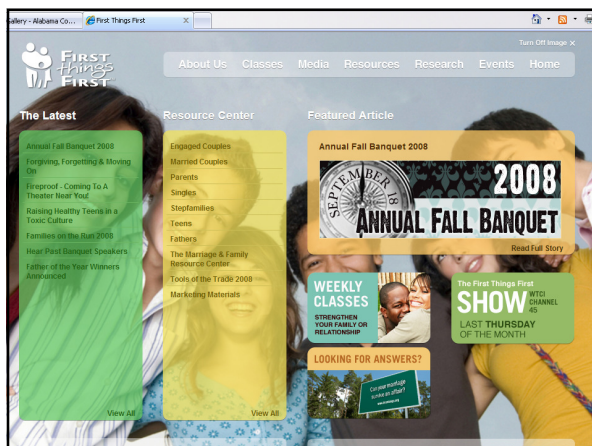 Gallery - Alabama Co...
First Things First
Turn Off Image x
FIRST
things
FIRST
About Us Classes Media Resources Research Events Home
The Latest
Annual Fall Banquet 2008
Forgiving, Forgetting & Moving
On
Fireproof - Coming To A
Theater Near You!
Raising Healthy Teens in a
Toxic Culture
Families on the Run 2008
Hear Past Banquet Speakers
Father of the Year Winners
Announced
View All
Resource Center
Engaged Couples
Married Couples
Parents
Singles
Stepfamilies
Teens
Fathers
The Marriage & Family
Resource Center
Tools of the Trade 2008
Marketing Materials
View All
Featured Article
Annual Fall Banquet 2008
SEPTEMBER 18
2008
ANNUAL FALL BANQUET
Read Full Story
WEEKLY
CLASSES
STRENGTHEN
YOUR FAMILY OR
RELATIONSHIP
The First Things First
SHOW WTCI
CHANNEL
45
LAST THURSDAY
OF THE MONTH
LOOKING FOR ANSWERS?
Can your marriage
survive an affair?